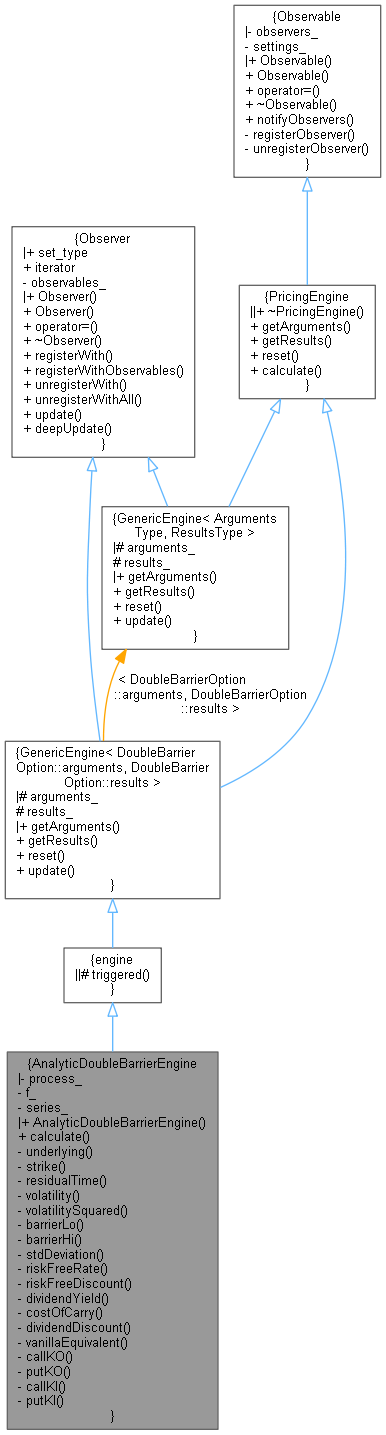 {Observable
|- observers_
- settings_
|+ Observable()
+ Observable()
+ operator=()
+ ~Observable()
+ notifyObservers()
- registerObserver()
- unregisterObserver()
}
{Observer
|+ set_type
+ iterator
- observables_
|+ Observer()
+ Observer()
+ operator=()
+ ~Observer()
+ registerWith()
+ registerWithObservables()
+ unregisterWith()
+ unregisterWithAll()
+ update()
+ deepUpdate()
}
{PricingEngine
||+ ~PricingEngine()
+ getArguments()
+ getResults()
+ reset()
+ calculate()
}
{GenericEngine< Arguments
Type, ResultsType >
|# arguments_
# results_
|+ getArguments()
+ getResults()
+ reset()
+ update()
}
< DoubleBarrierOption
::arguments, DoubleBarrierOption
::results >
{GenericEngine< DoubleBarrier
Option::arguments, DoubleBarrier
Option::results >
|# arguments_
# results_
|+ getArguments()
+ getResults()
+ reset()
+ update()
}
{engine
||# triggered()
}
{AnalyticDoubleBarrierEngine
|- process_
- f_
- series_
|+ AnalyticDoubleBarrierEngine()
+ calculate()
- underlying()
- strike()
- residualTime()
- volatility()
- volatilitySquared()
- barrierLo()
- barrierHi()
- stdDeviation()
- riskFreeRate()
- riskFreeDiscount()
- dividendYield()
- costOfCarry()
- dividendDiscount()
- vanillaEquivalent()
- callKO()
- putKO()
- callKI()
- putKI()
}